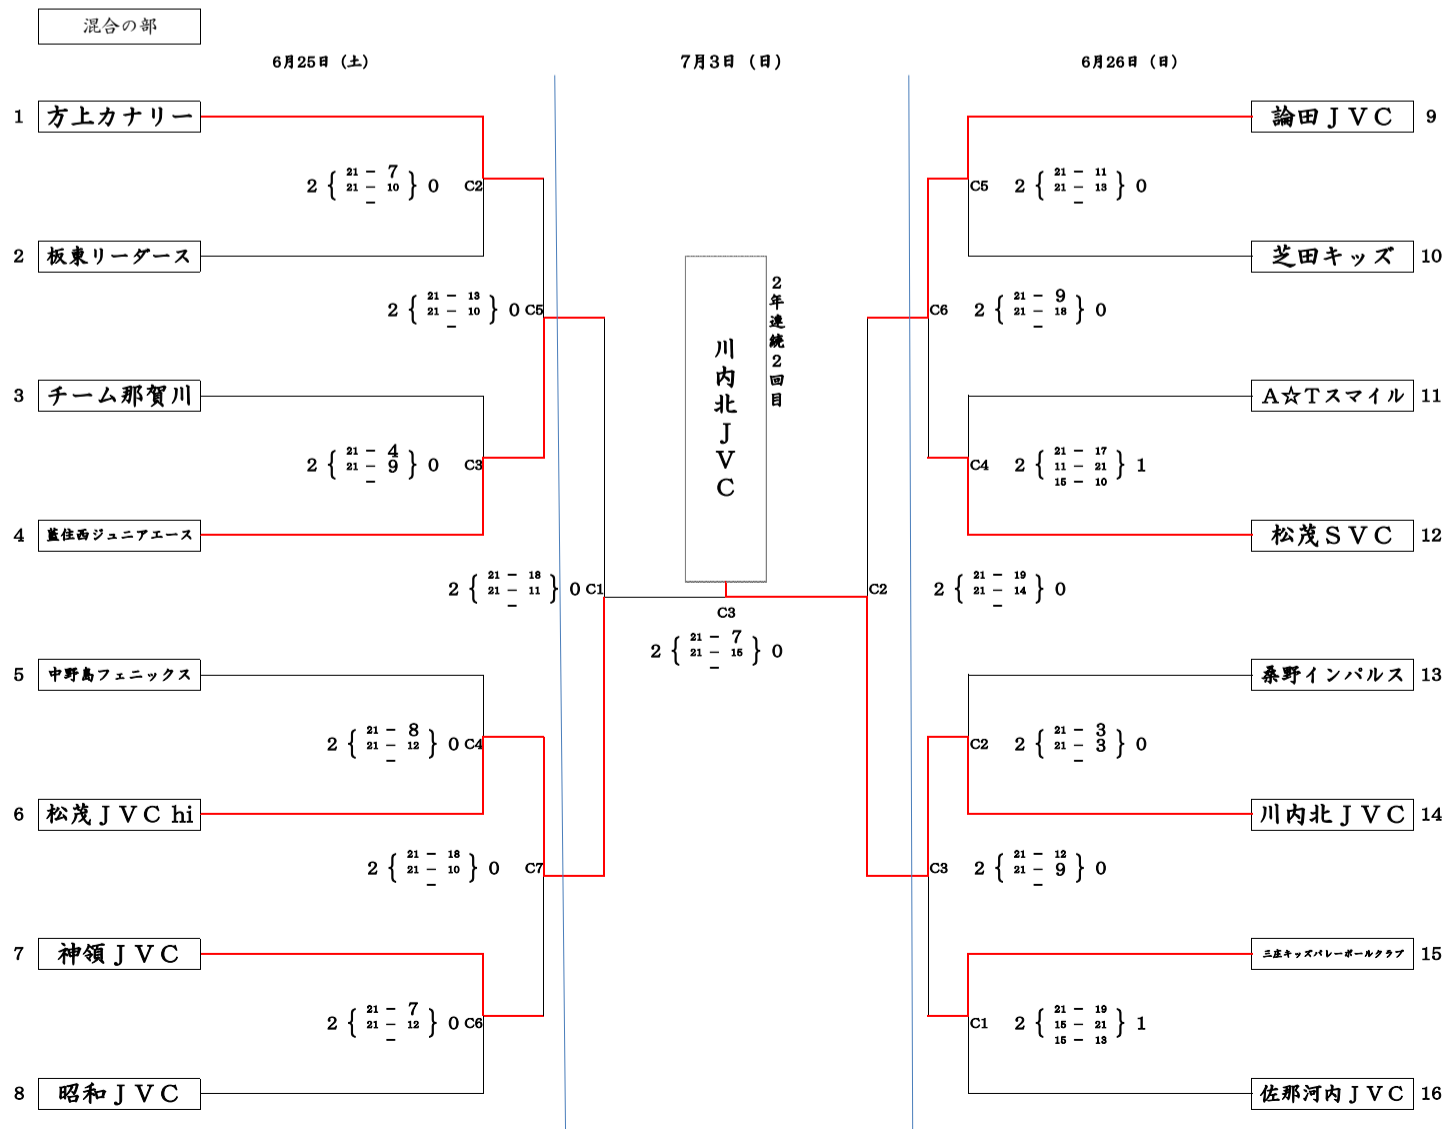 混合の部
6月25日（土）
7月3日（日）
6月26日（日）
1 方上カナリー
2 { 21 － 7 21 － 10 － } 0 C2
2 板東リーダース
2 { 21 － 13 21 － 10 － } 0 C5
3 チーム那賀川
2 { 21 － 4 21 － 9 － } 0 C3
4 藍住西ジュニアエース
2 { 21 － 18 21 － 11 － } 0 C1
5 中野島フェニックス
2 { 21 － 8 21 － 12 － } 0 C4
6 松茂ＪＶＣ hi
2 { 21 － 18 21 － 10 － } 0 C7
7 神領ＪＶＣ
2 { 21 － 7 21 － 12 － } 0 C6
8 昭和ＪＶＣ
2年連続2回目
川内北ＪＶＣ
C3
2 { 21 － 7 21 － 15 － } 0
論田ＪＶＣ 9
C5 2 { 21 － 11 21 － 13 － } 0
芝田キッズ 10
C6 2 { 21 － 9 21 － 18 － } 0
Ａ☆Ｔスマイル 11
C4 2 { 21 － 17 11 － 21 15 － 10 } 1
松茂ＳＶＣ 12
C2 2 { 21 － 19 21 － 14 － } 0
桑野インパルス 13
C2 2 { 21 － 3 21 － 3 － } 0
川内北ＪＶＣ 14
C3 2 { 21 － 12 21 － 9 － } 0
三庄キッズバレーボールクラブ 15
C1 2 { 21 － 19 15 － 21 15 － 13 } 1
佐那河内ＪＶＣ 16